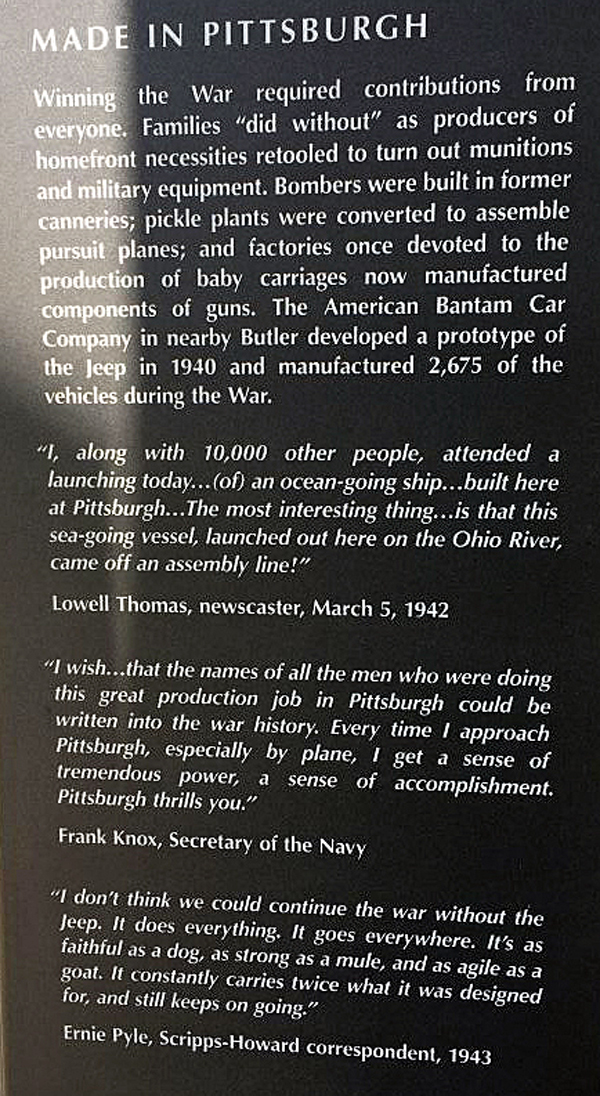 MADE IN PITTSBURGH
Winning the War required contributions from
everyone. Families “did without” as producers of
homefront necessities retooled to turn out munitions
and military equipment. Bombers were built in former
canneries; pickle plants were converted to assemble
pursuit planes; and factories once devoted to the
production of baby carriages now manufactured
components of guns. The American Bantam Car
Company in nearby Butler developed a prototype of
the Jeep in 1940 and manufactured 2,675 of the
vehicles during the War.
“I, along with 10,000 other people, attended a
launching today...(of) an ocean-going ship...built here
at Pittsburgh...The most interesting thing...is that this
sea-going vessel, launched out here on the Ohio River,
came off an assembly line!”
Lowell Thomas, newscaster, March 5, 1942
“I wish...that the names of all the men who were doing
this great production job in Pittsburgh could be
written into the war history. Every time I approach
Pittsburgh, especially by plane, I get a sense of
tremendous power, a sense of accomplishment.
Pittsburgh thrills you.”
Frank Knox, Secretary of the Navy
“I don’t think we could continue the war without the
Jeep. It does everything. It goes everywhere. It’s as
faithful as a dog, as strong as a mule, and as agile as a
goat. It constantly carries twice what it was designed
for, and still keeps on going.”
Ernie Pyle, Scripps-Howard correspondent, 1943